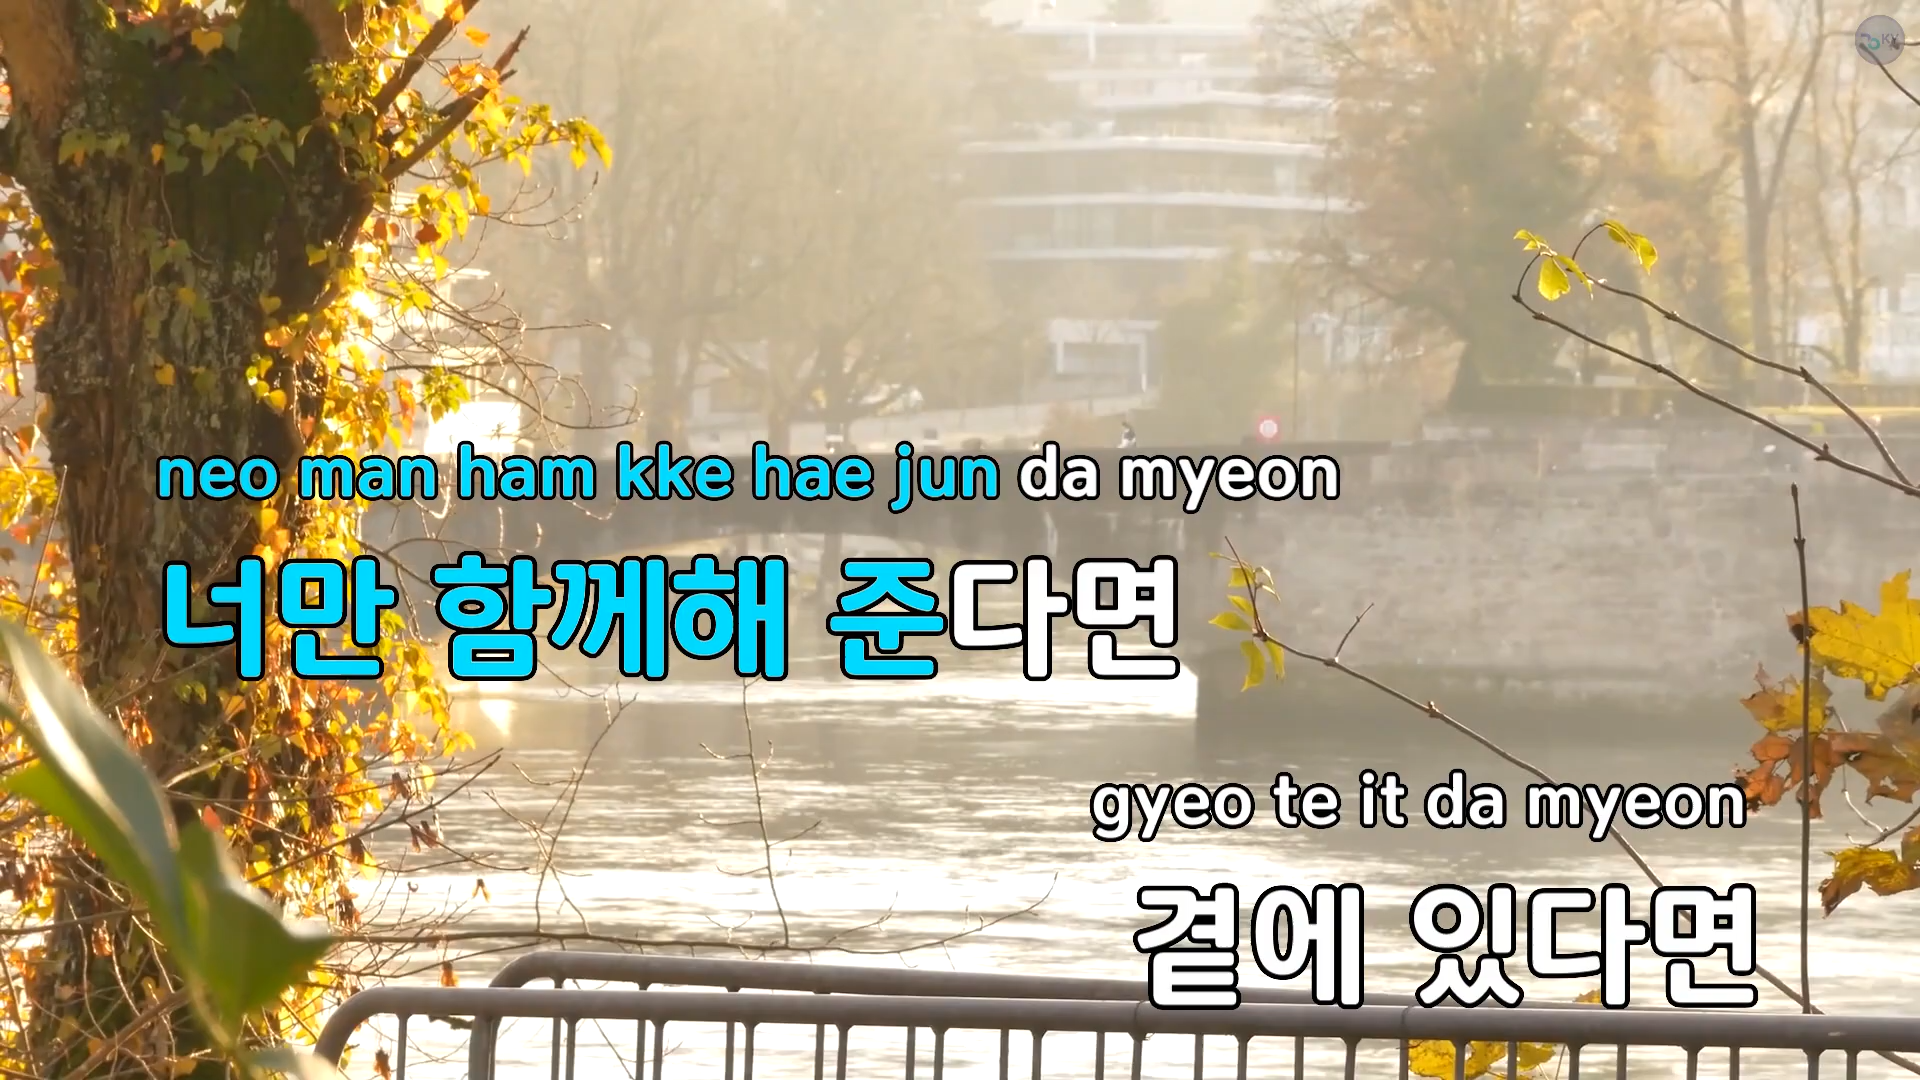 neo man ham kke hae jun da myeon
너만 함께해 준다면
gyeo te it da myeon
곁에 있다면